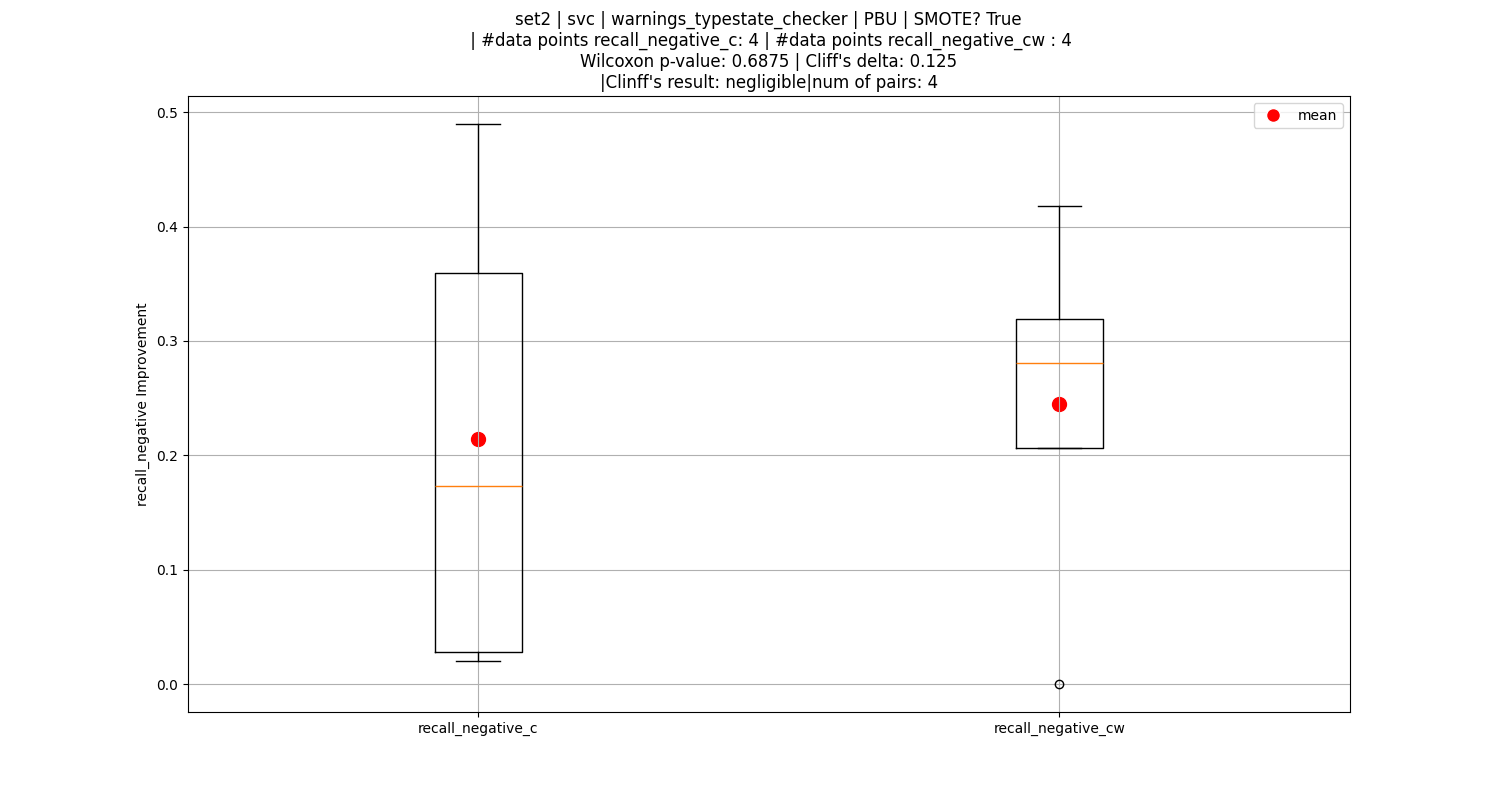 set2 | svc | warnings_typestate_checker | PBU | SMOTE? True
| #data points recall_negative_c: 4 | #data points recall_negative_cw : 4
Wilcoxon p-value: 0.6875 | Cliff's delta: 0.125
|Clinff's result: negligible|num of pairs: 4
mean
recall_negative Improvement
0.5
0.4
0.3
0.2
0.1
0.0
recall_negative_c
recall_negative_cw